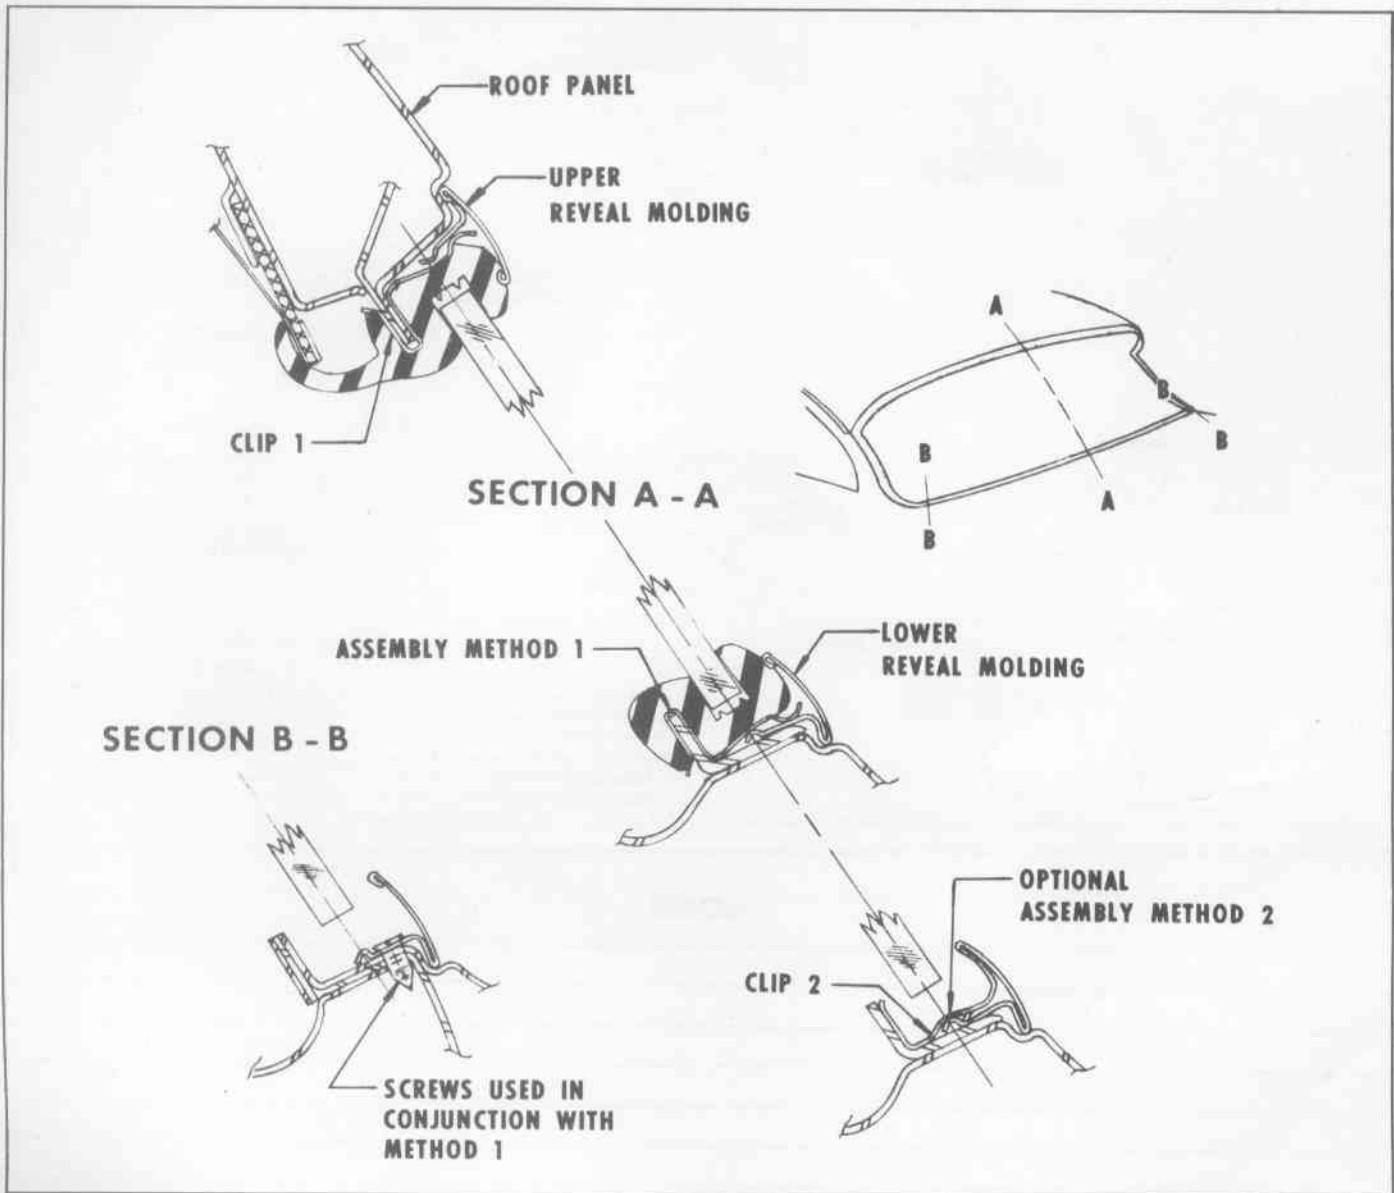 ROOF PANEL
UPPER
REVEAL MOLDING
CLIP 1
SECTION A - A
A
B
B
B
A
B
ASSEMBLY METHOD 1
LOWER
REVEAL MOLDING
SECTION B - B
OPTIONAL
ASSEMBLY METHOD 2
CLIP 2
SCREWS USED IN
CONJUNCTION WITH
METHOD 1